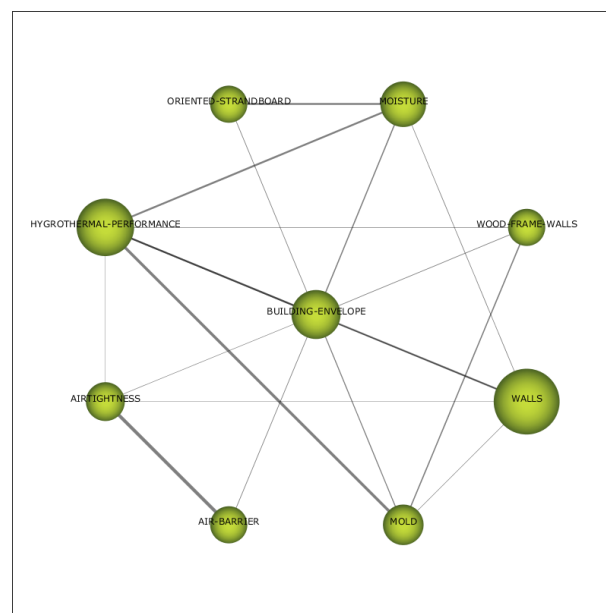 ORIENTED-STRANDBOARD
MOISTURE
HYGROTHERMAL-PERFORMANCE
WOOD-FRAME-WALLS
BUILDING-ENVELOPE
AIRTIGHTNESS
WALLS
AIR-BARRIER
MOLD